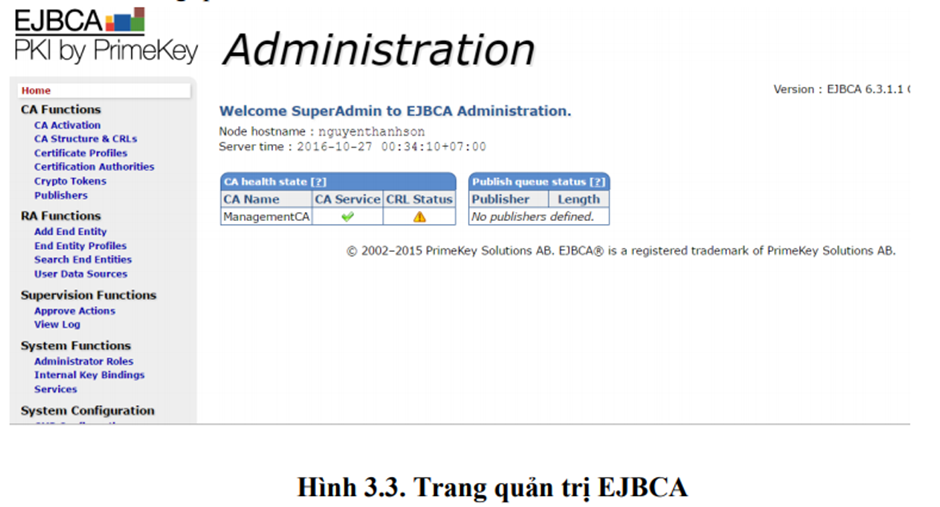 EJBCA
PKI by PrimeKey
Administration
Version : EJBCA 6.3.1.1 (
Home
CA Functions
CA Activation
CA Structure & CRLs
Certificate Profiles
Certification Authorities
Crypto Tokens
Publishers
RA Functions
Add End Entity
End Entity Profiles
Search End Entities
User Data Sources
Supervision Functions
Approve Actions
View Log
System Functions
Administrator Roles
Internal Key Bindings
Services
System Configuration
Welcome SuperAdmin to EJBCA Administration.
Node hostname : nguyenthanhson
Server time : 2016-10-27 00:34:10+07:00
CA health state [?]
CA Name CA Service CRL Status
ManagementCA
Publish queue status [?]
Publisher Length
No publishers defined.
© 2002–2015 PrimeKey Solutions AB. EJBCA® is a registered trademark of PrimeKey Solutions AB.
Hình 3.3. Trang quản trị EJBCA